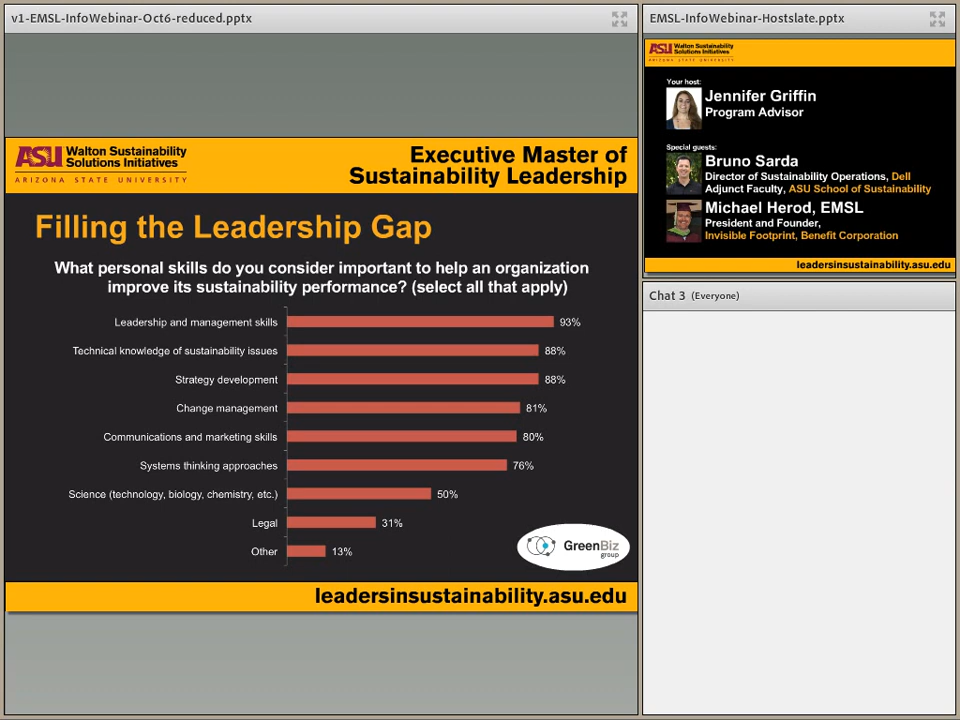 v1-EMSL-InfoWebinar-Oct6-reduced.pptx
ASU Walton Sustainability
Solutions Initiatives
ARIZONA STATE UNIVERSITY
Executive Master of
Sustainability Leadership
Filling the Leadership Gap
What personal skills do you consider important to help an organization
improve its sustainability performance? (select all that apply)
Leadership and management skills 93%
Technical knowledge of sustainability issues 88%
Strategy development 88%
Change management 81%
Communications and marketing skills 80%
Systems thinking approaches 76%
Science (technology, biology, chemistry, etc.) 50%
Legal 31%
Other 13%
GreenBiz
group
leadersinsustainability.asu.edu
EMSL-InfoWebinar-Hostslate.pptx
ASU Walton Sustainability
Solutions Initiatives
ARIZONA STATE UNIVERSITY
Your host:
Jennifer Griffin
Program Advisor
Special guests:
Bruno Sarda
Director of Sustainability Operations, Dell
Adjunct Faculty, ASU School of Sustainability
Michael Herod, EMSL
President and Founder,
Invisible Footprint, Benefit Corporation
leadersinsustainability.asu.edu
Chat 3 (Everyone)